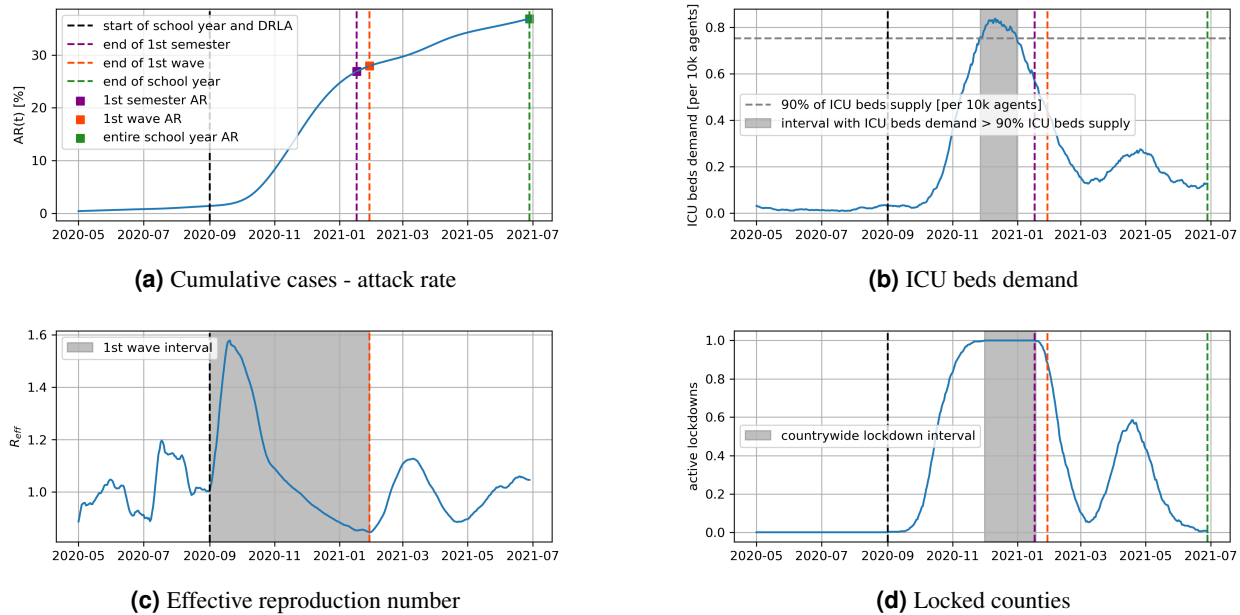 start of school year and DRLA
end of 1st semester
end of 1st wave
end of school year
1st semester AR
1st wave AR
entire school year AR
AR(t) [%]
30
20
10
0
2020-05 2020-07 2020-09 2020-11 2021-01 2021-03 2021-05 2021-07
(a) Cumulative cases - attack rate
90% of ICU beds supply [per 10k agents]
interval with ICU beds demand > 90% ICU beds supply
ICU beds demand [per 10k agents]
0.8
0.6
0.4
0.2
0.0
2020-05 2020-07 2020-09 2020-11 2021-01 2021-03 2021-05 2021-07
(b) ICU beds demand
1st wave interval
R_eff
1.6
1.4
1.2
1.0
0.8
2020-05 2020-07 2020-09 2020-11 2021-01 2021-03 2021-05 2021-07
(c) Effective reproduction number
countrywide lockdown interval
active lockdowns
1.0
0.8
0.6
0.4
0.2
0.0
2020-05 2020-07 2020-09 2020-11 2021-01 2021-03 2021-05 2021-07
(d) Locked counties